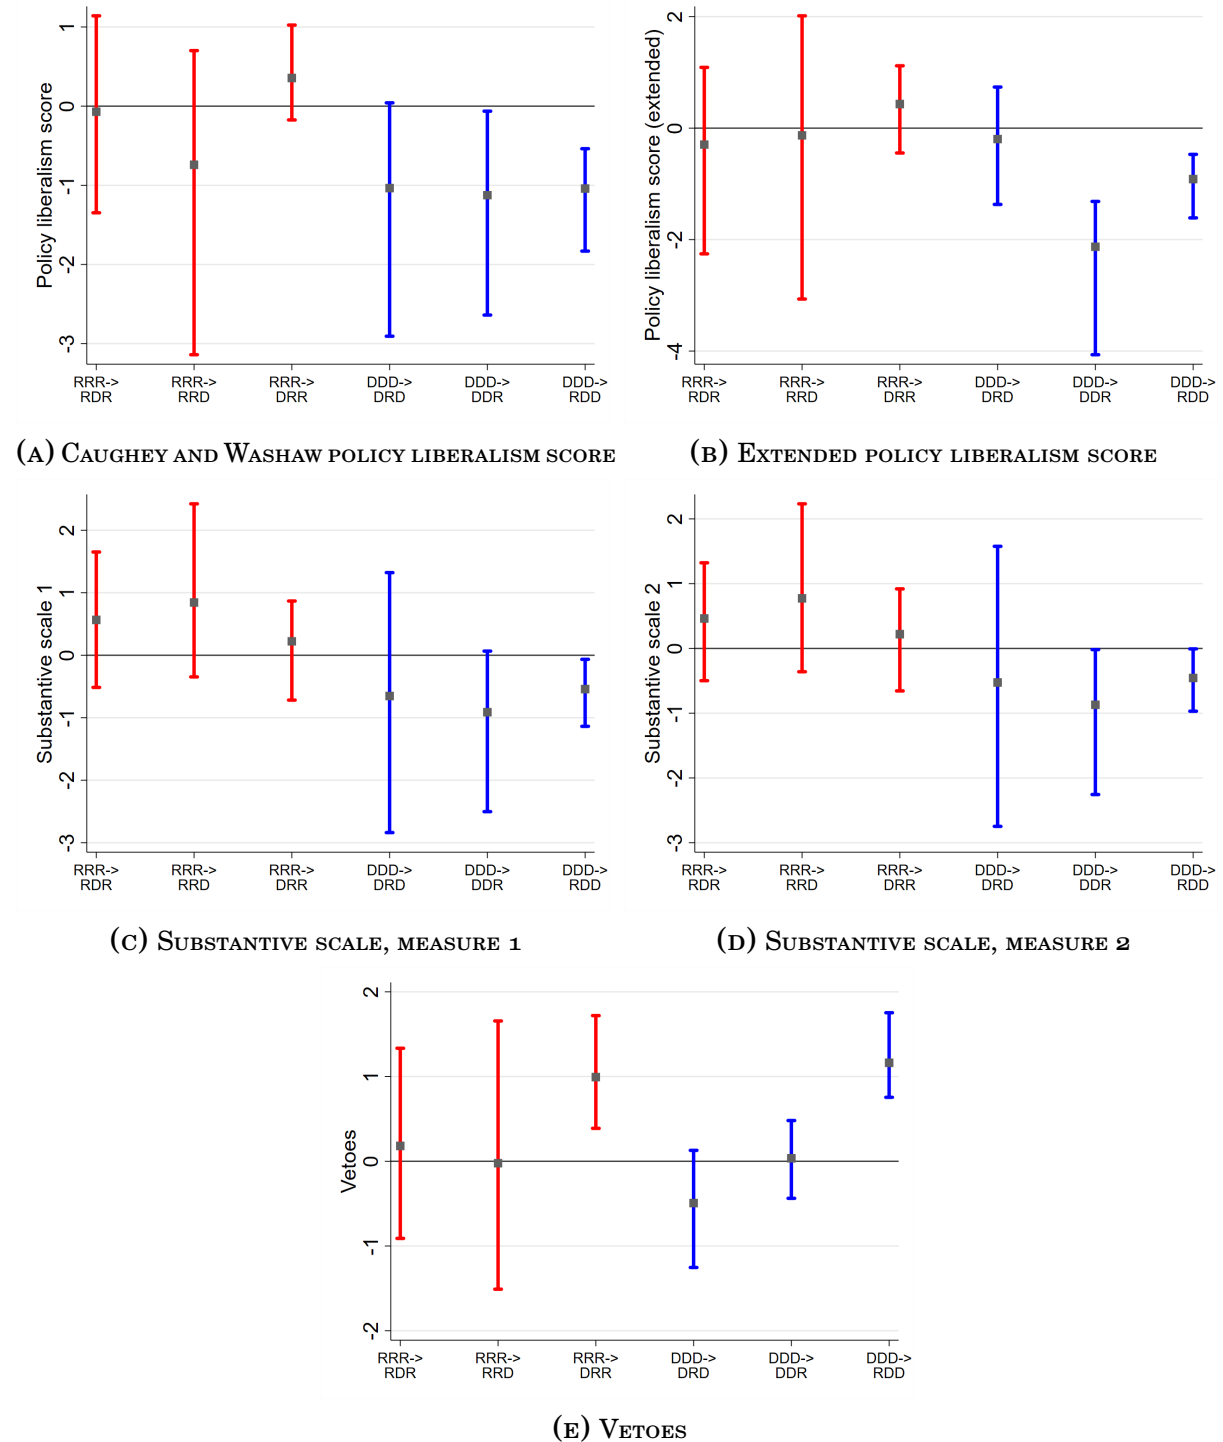 Policy liberalism score
1
0
-1
-2
-3
RRR-> RRR-> RRR-> DDD-> DDD-> DDD->
RDR RRD DRR DRD DDR RDD
(A) Caughey and Washaw policy liberalism score
Policy liberalism score (extended)
2
0
-2
-4
RRR-> RRR-> RRR-> DDD-> DDD-> DDD->
RDR RRD DRR DRD DDR RDD
(B) Extended policy liberalism score
Substantive scale 1
2
1
0
-1
-2
-3
RRR-> RRR-> RRR-> DDD-> DDD-> DDD->
RDR RRD DRR DRD DDR RDD
(C) Substantive scale, measure 1
Substantive scale 2
2
1
0
-1
-2
-3
RRR-> RRR-> RRR-> DDD-> DDD-> DDD->
RDR RRD DRR DRD DDR RDD
(D) Substantive scale, measure 2
Vetoes
2
1
0
-1
-2
RRR-> RRR-> RRR-> DDD-> DDD-> DDD->
RDR RRD DRR DRD DDR RDD
(E) Vetoes